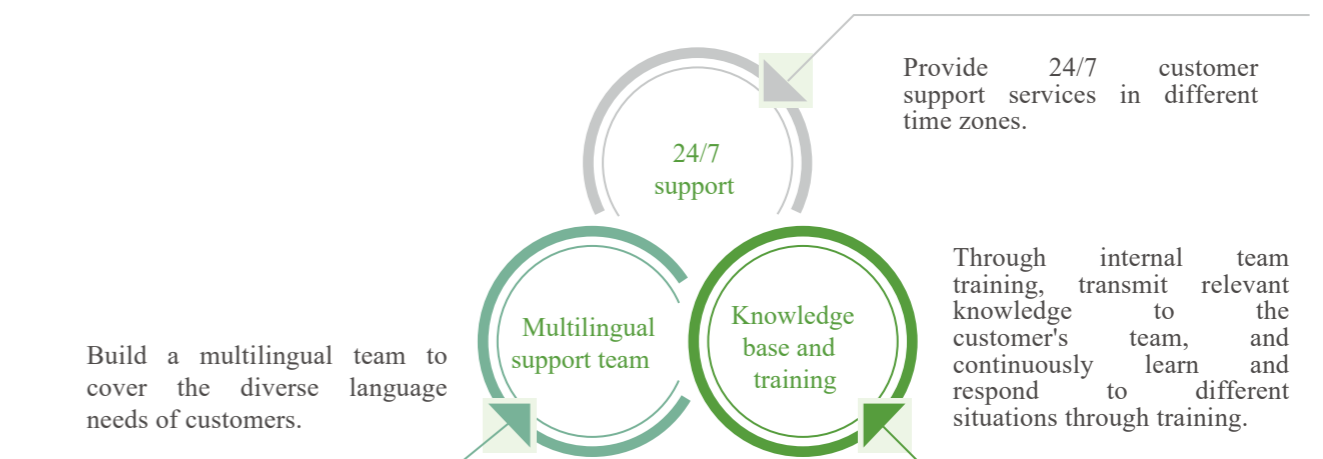 Provide 24/7 customer
support services in different
time zones.
24/7
support
Through internal team
training, transmit relevant
knowledge to the
customer's team, and
continuously learn and
respond to different
situations through training.
Knowledge
base and
training
Multilingual
support team
Build a multilingual team to
cover the diverse language
needs of customers.